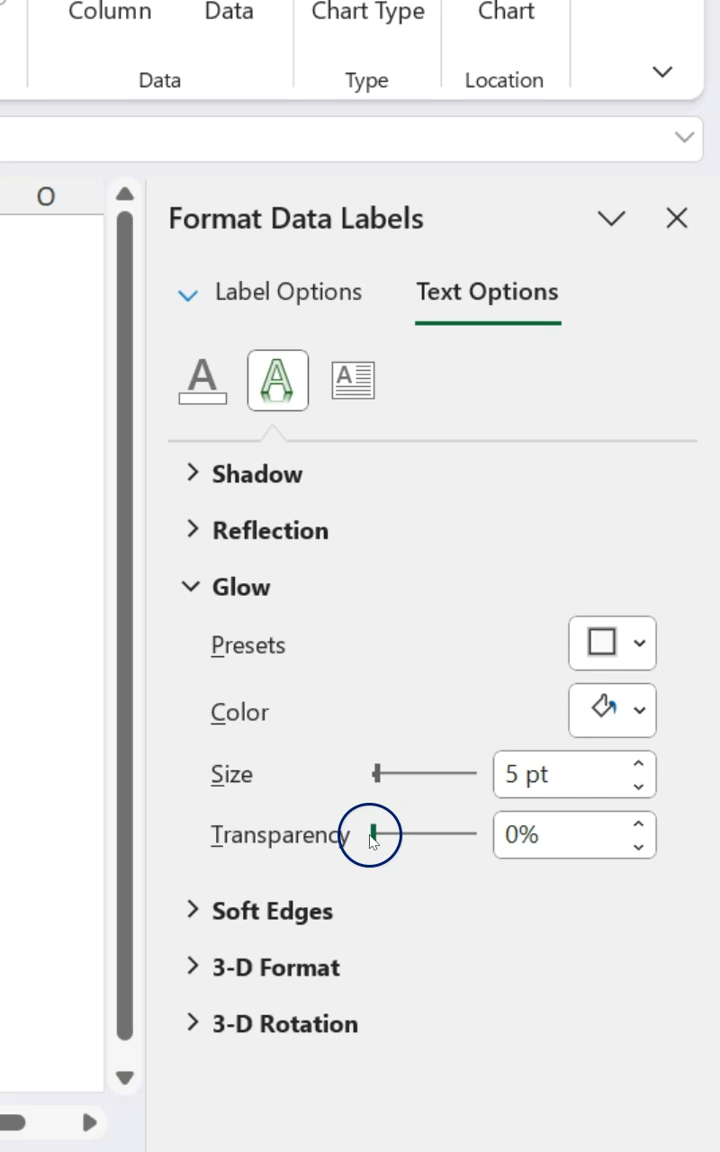 Column Data Chart Type Chart
Data Type Location
O
Format Data Labels
Label Options Text Options
Shadow
Reflection
Glow
Presets
Color
Size 5 pt
Transparency 0%
Soft Edges
3-D Format
3-D Rotation